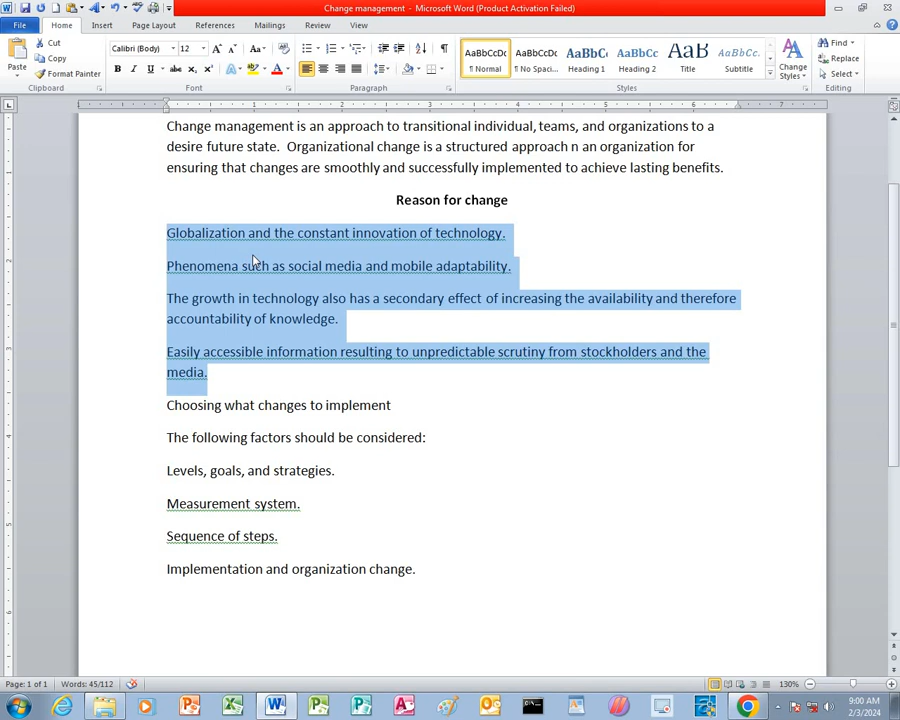 Change management - Microsoft Word (Product Activation Failed)
File Home Insert Page Layout References Mailings Review View
Paste Cut Copy Format Painter Clipboard
Calibri (Body) 12 Font
Paragraph
AaBbCcDc ¶ Normal AaBbCcDc ¶ No Spaci... AaBbCc Heading 1 AaBbCc Heading 2 AaB Title AaBbCc. Subtitle Change Styles Styles
Find Replace Select Editing
Change management is an approach to transitional individual, teams, and organizations to a
desire future state. Organizational change is a structured approach n an organization for
ensuring that changes are smoothly and successfully implemented to achieve lasting benefits.
Reason for change
Globalization and the constant innovation of technology.
Phenomena such as social media and mobile adaptability.
The growth in technology also has a secondary effect of increasing the availability and therefore
accountability of knowledge.
Easily accessible information resulting to unpredictable scrutiny from stockholders and the
media.
Choosing what changes to implement
The following factors should be considered:
Levels, goals, and strategies.
Measurement system.
Sequence of steps.
Implementation and organization change.
Page: 1 of 1 Words: 45/112 130%
9:00 AM
2/3/2024